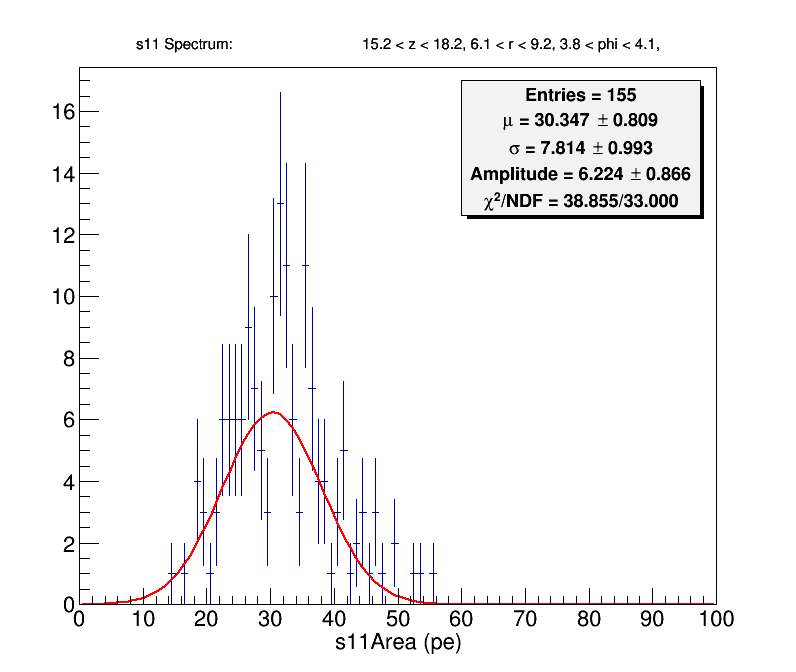 s11 Spectrum: 15.2 < z < 18.2, 6.1 < r < 9.2, 3.8 < phi < 4.1,
Entries = 155
μ = 30.347 ± 0.809
σ = 7.814 ± 0.993
Amplitude = 6.224 ± 0.866
χ²/NDF = 38.855/33.000
16
14
12
10
8
6
4
2
0
0 10 20 30 40 50 60 70 80 90 100
s11Area (pe)